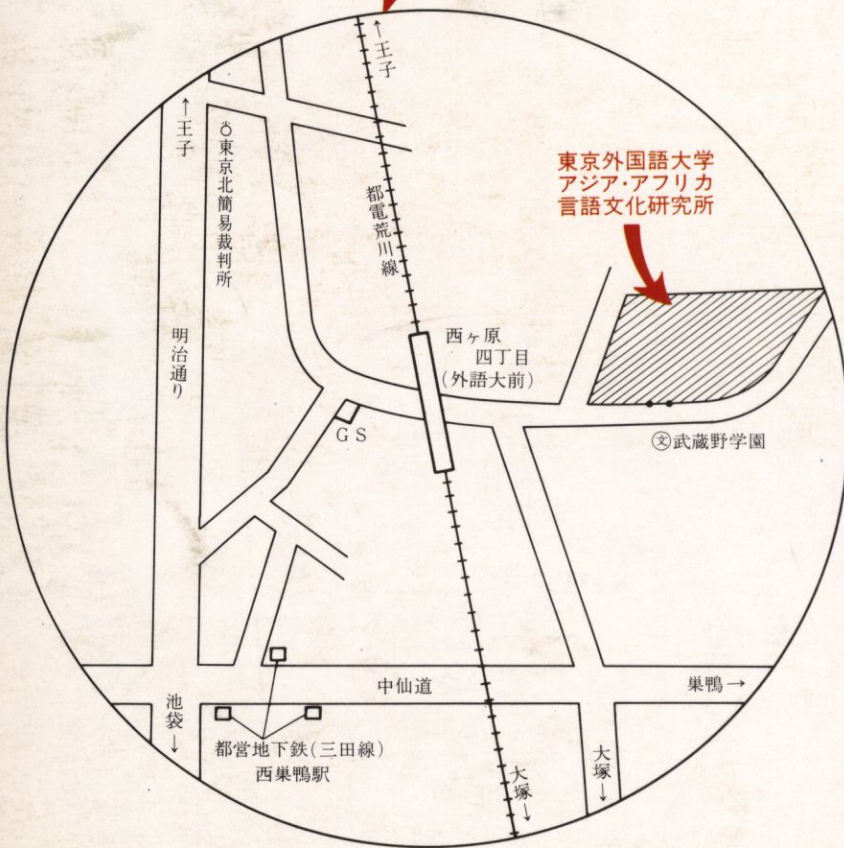 ↑王子
↑王子
東京北簡易裁判所
都電荒川線
東京外国語大学
アジア・アフリカ
言語文化研究所
明治通り
西ヶ原
四丁目
(外語大前)
GS
文武蔵野学園
中仙道
巣鴨→
池袋↓
都営地下鉄(三田線)
西巣鴨駅
大塚↓
大塚↓